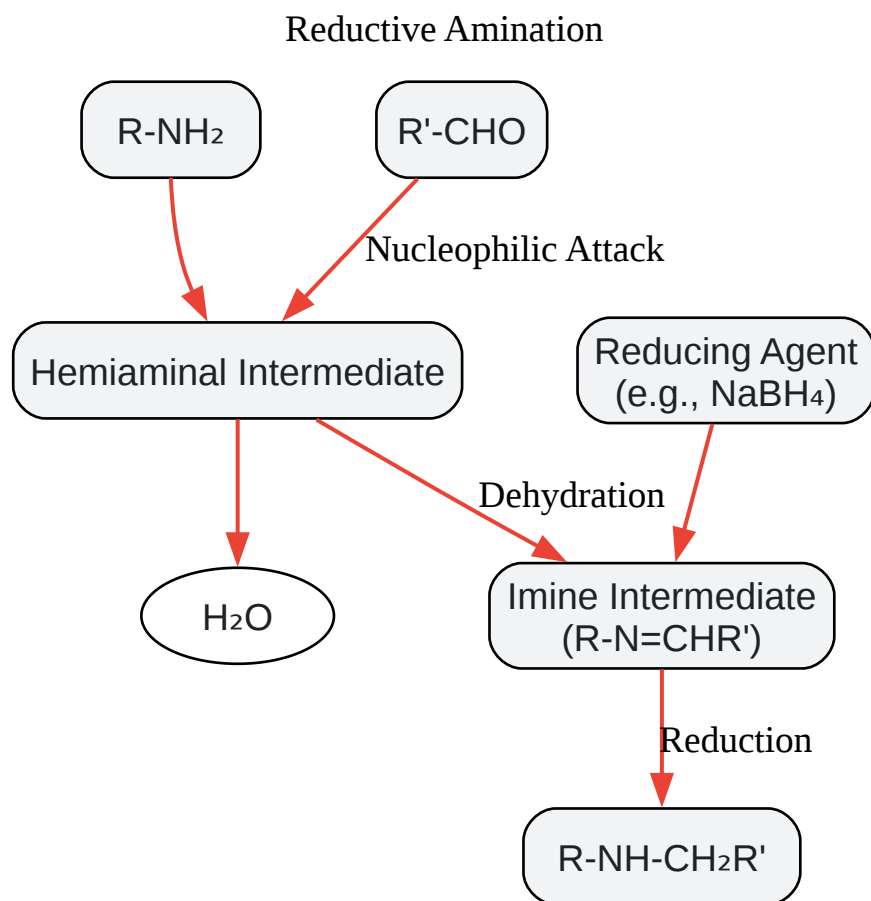 Reductive Amination
R-NH₂
R'-CHO
Nucleophilic Attack
Hemiaminal Intermediate
Reducing Agent
(e.g., NaBH₄)
Dehydration
H₂O
Imine Intermediate
(R-N=CHR')
Reduction
R-NH-CH₂R'